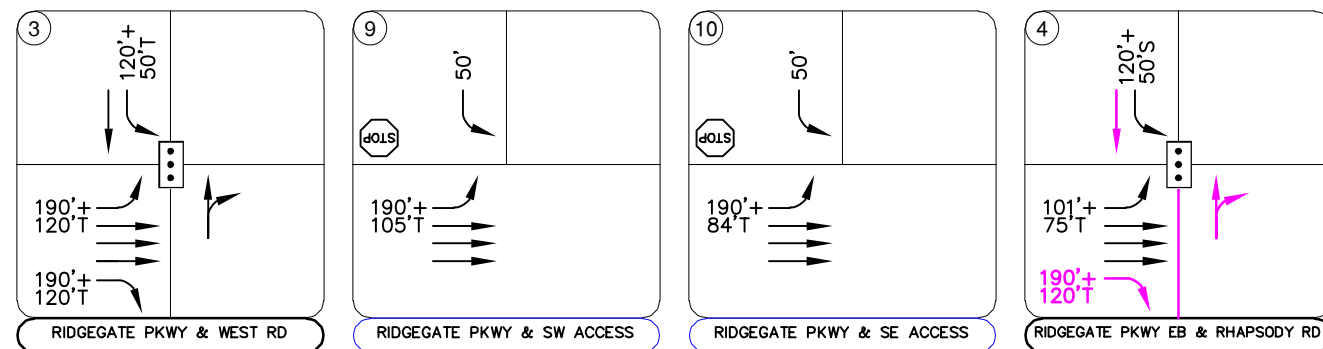 3
120'+
50'T
190'+
120'T
190'+
120'T
RIDGEGATE PKWY & WEST RD
9
50'
STOP
190'+
105'T
RIDGEGATE PKWY & SW ACCESS
10
50'
STOP
190'+
84'T
RIDGEGATE PKWY & SE ACCESS
4
120'+
50'S
101'+
75'T
190'+
120'T
RIDGEGATE PKWY EB & RHAPSODY RD